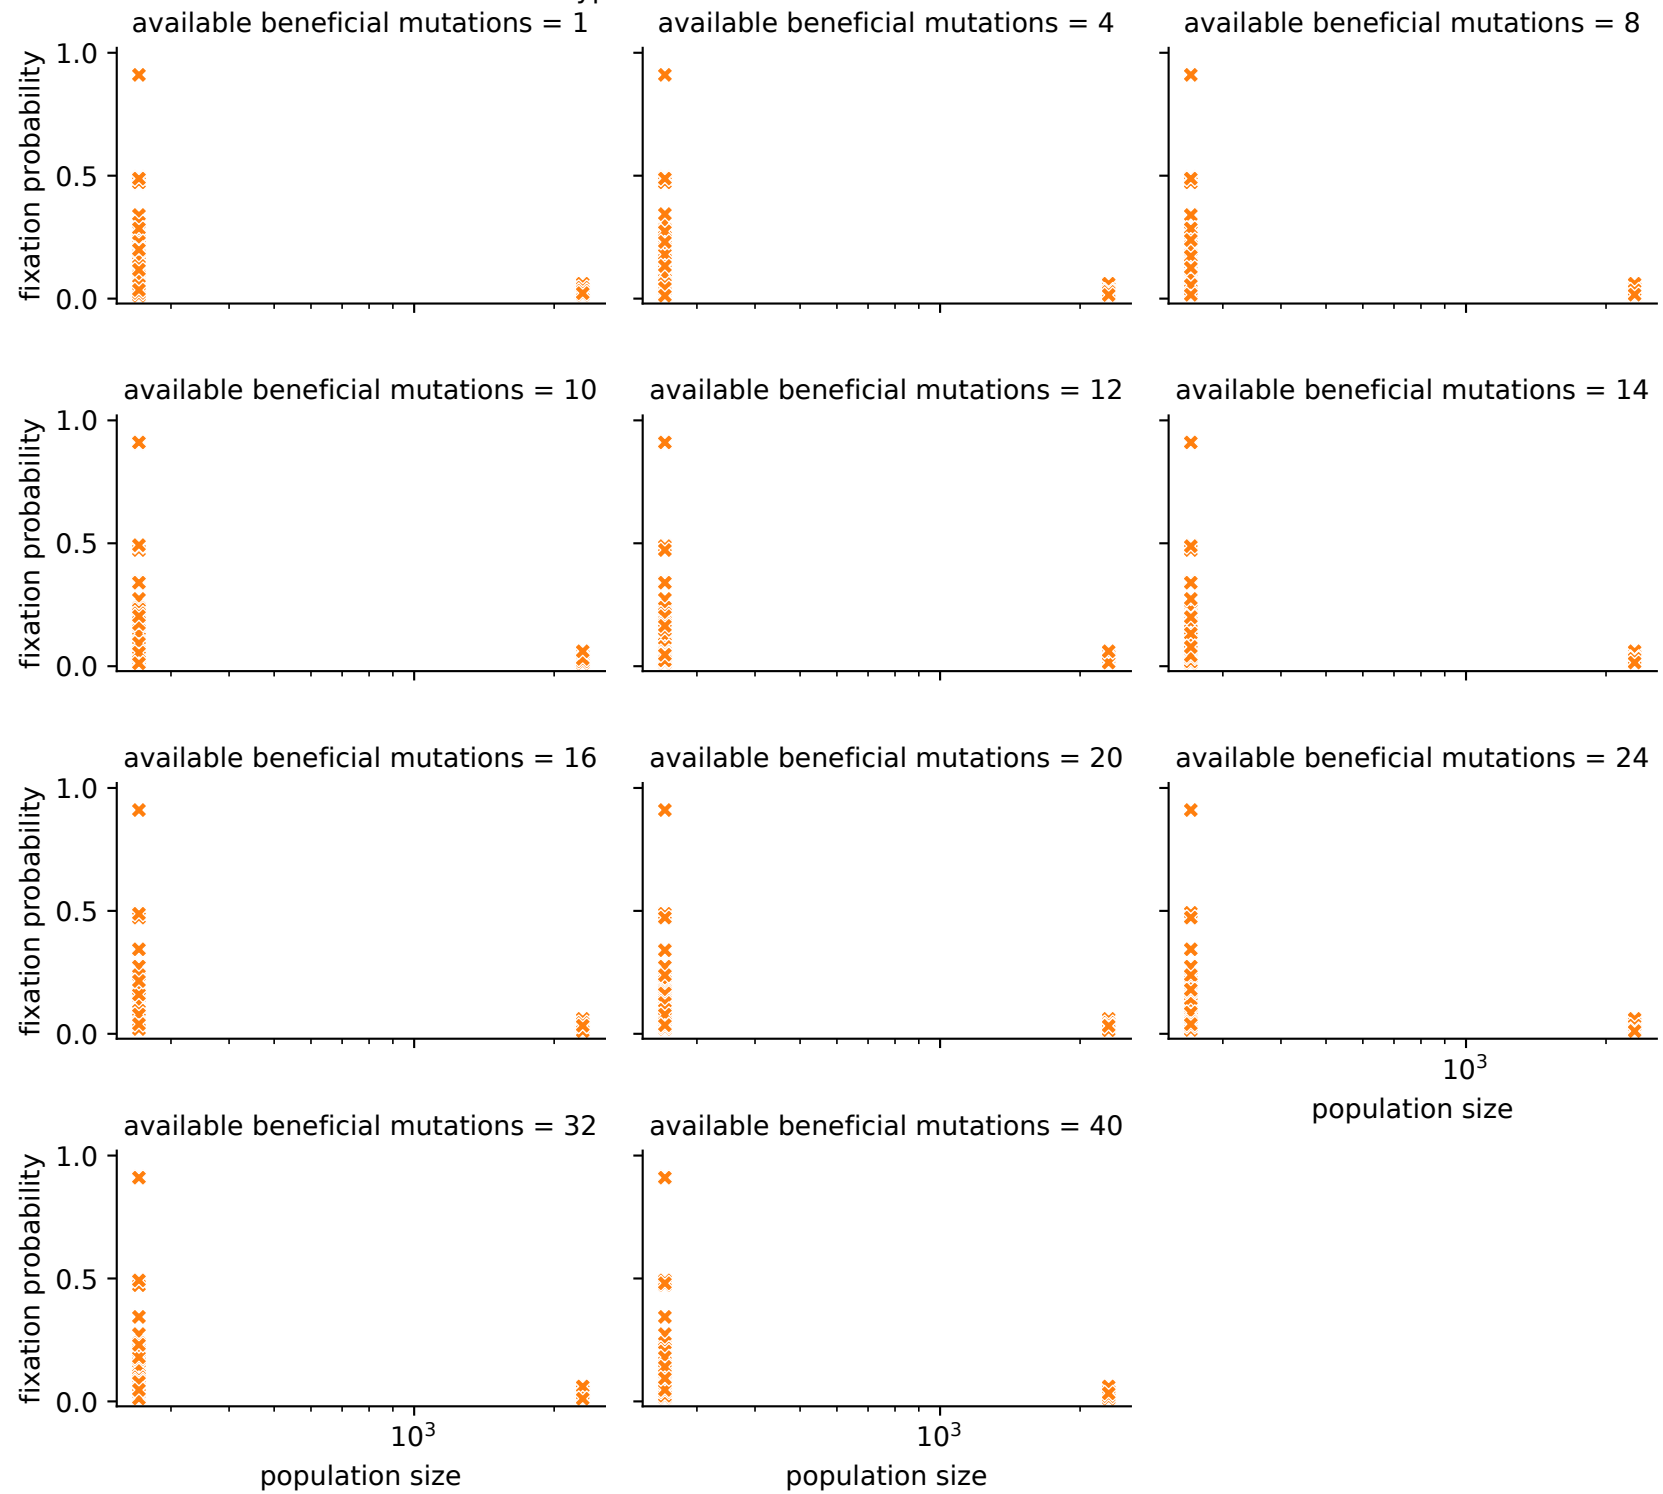 available beneficial mutations = 1
available beneficial mutations = 4
available beneficial mutations = 8
fixation probability
1.0
0.5
0.0
available beneficial mutations = 10
available beneficial mutations = 12
available beneficial mutations = 14
fixation probability
1.0
0.5
0.0
available beneficial mutations = 16
available beneficial mutations = 20
available beneficial mutations = 24
fixation probability
1.0
0.5
0.0
10³
population size
available beneficial mutations = 32
available beneficial mutations = 40
fixation probability
1.0
0.5
0.0
10³
10³
population size
population size